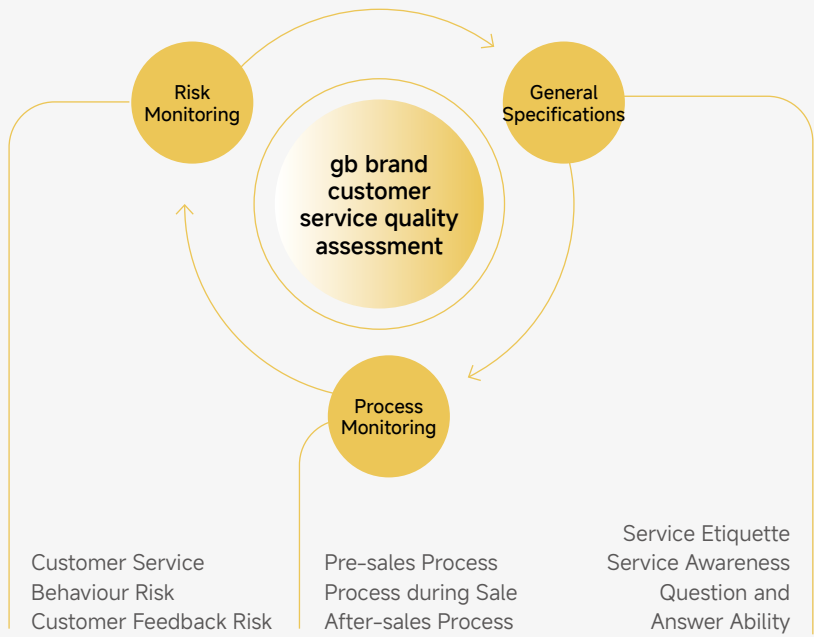 Risk
Monitoring
General
Specifications
gb brand
customer
service quality
assessment
Process
Monitoring
Customer Service
Behaviour Risk
Customer Feedback Risk
Pre-sales Process
Process during Sale
After-sales Process
Service Etiquette
Service Awareness
Question and
Answer Ability